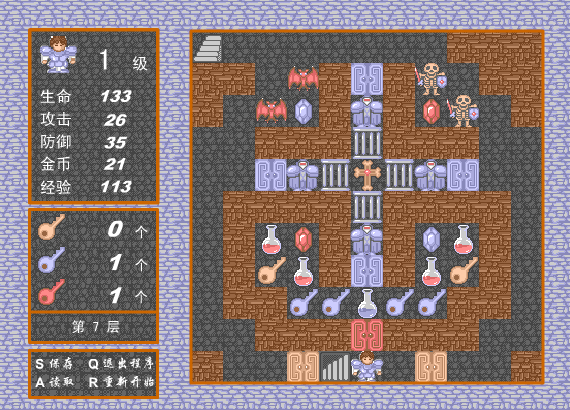 1 级
生命 133
攻击 26
防御 35
金币 21
经验 113
0 个
1 个
1 个
第 7 层
S 保存 Q 退出程序
A 读取 R 重新开始